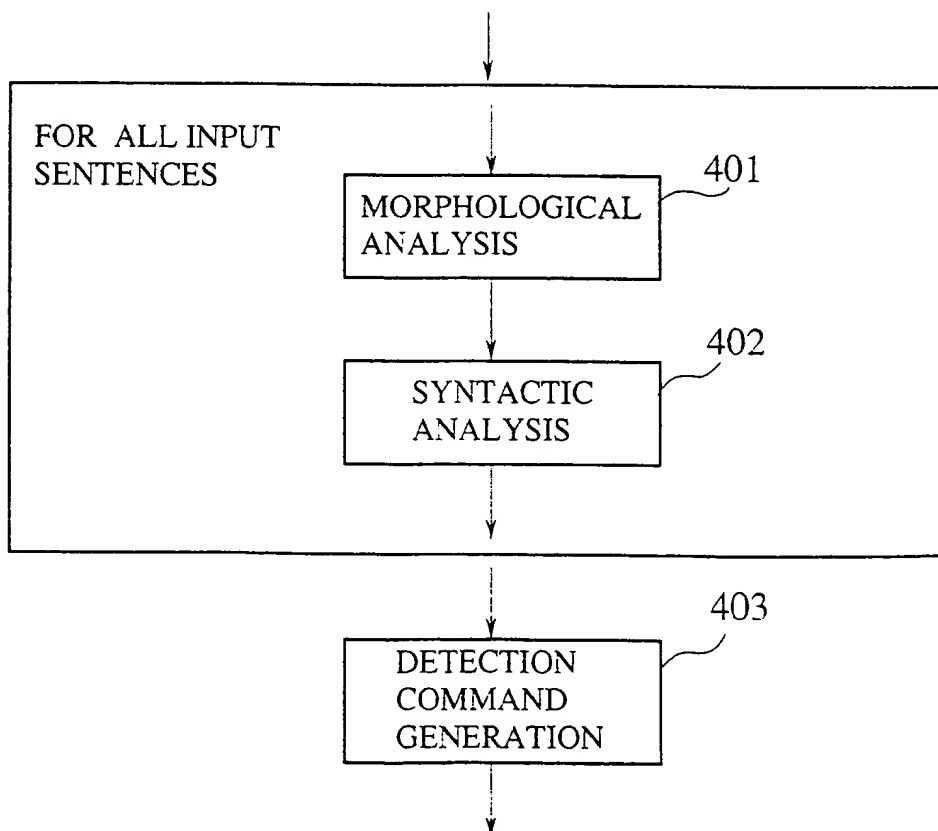 FOR ALL INPUT
SENTENCES
401
MORPHOLOGICAL
ANALYSIS
402
SYNTACTIC
ANALYSIS
403
DETECTION
COMMAND
GENERATION